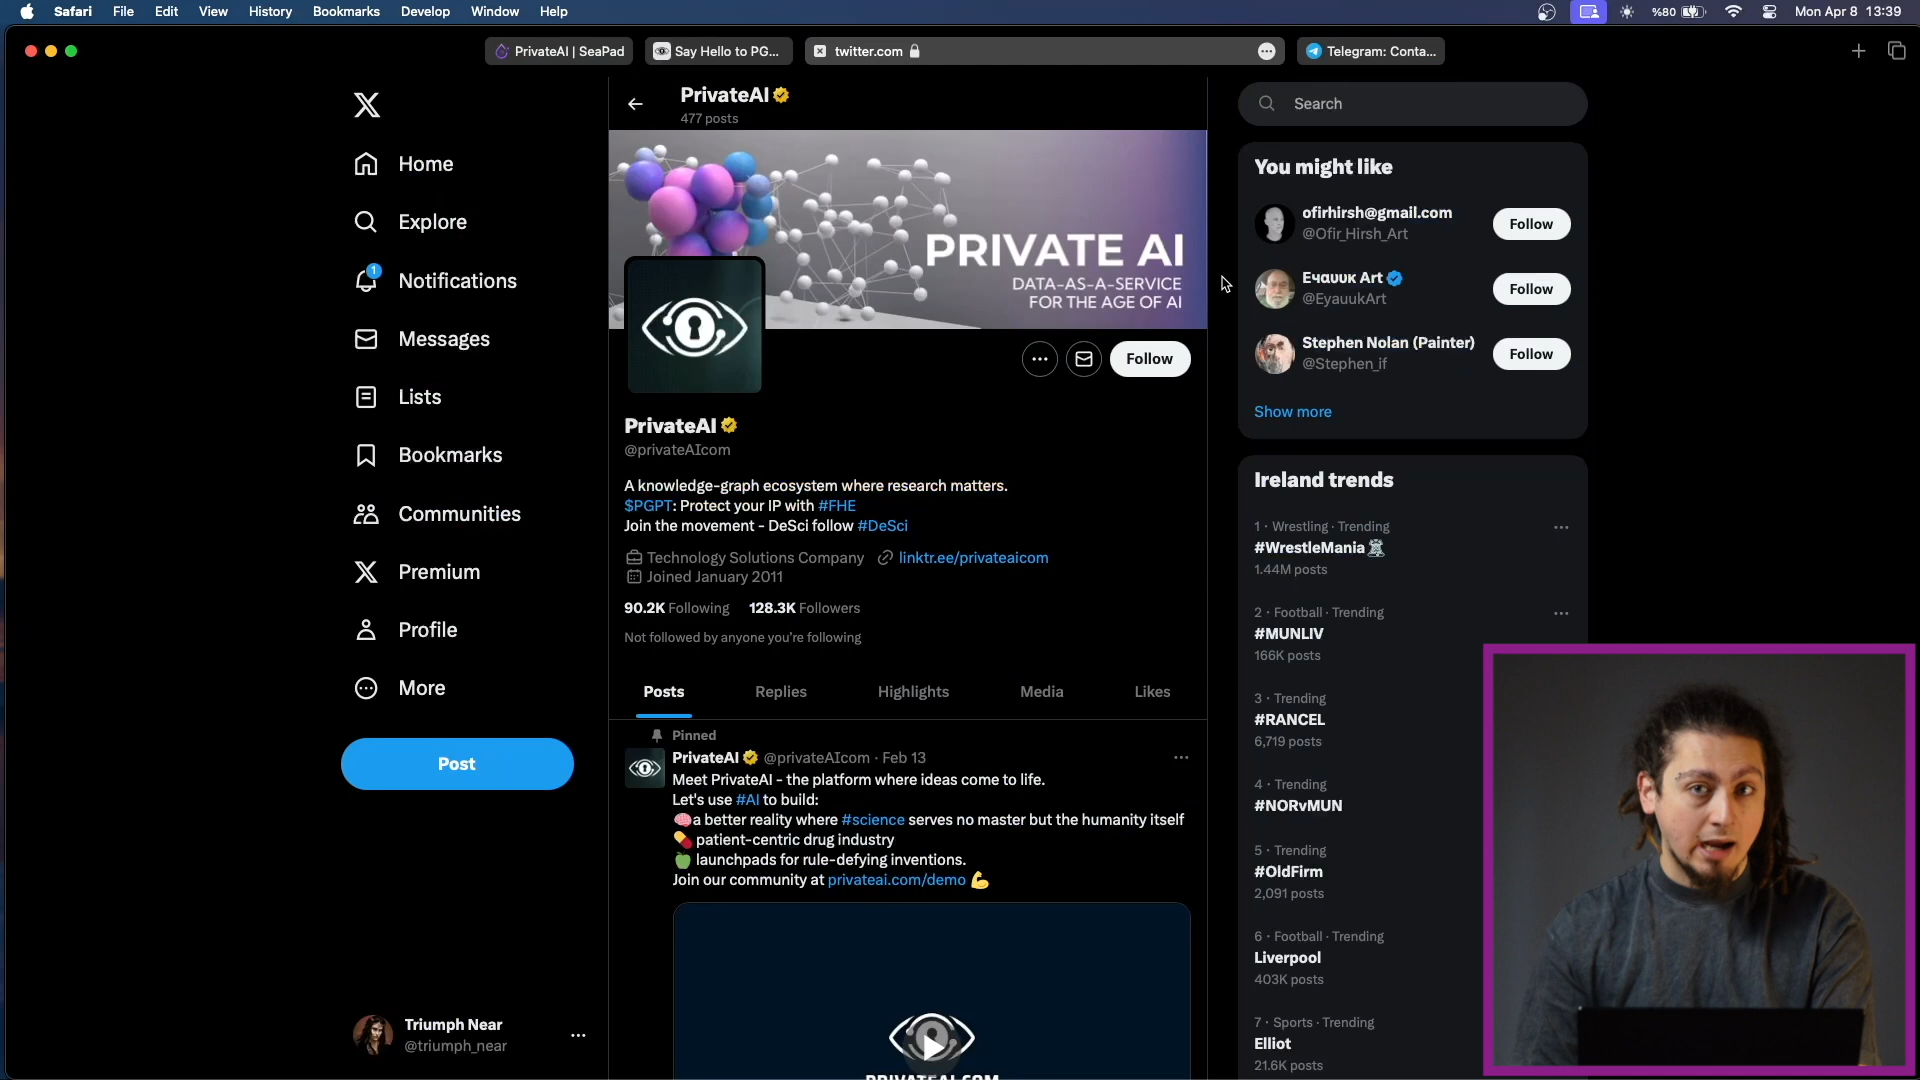 Safari File Edit View History Bookmarks Develop Window Help
%80 Mon Apr 8 13:39
PrivateAI | SeaPad
Say Hello to PG...
twitter.com
Telegram: Conta...
Home
Explore
1
Notifications
Messages
Lists
Bookmarks
Communities
Premium
Profile
More
Post
Triumph Near
@triumph_near
PrivateAI
477 posts
PRIVATE AI
DATA-AS-A-SERVICE
FOR THE AGE OF AI
Follow
PrivateAI
@privateAIcom
A knowledge-graph ecosystem where research matters.
$PGPT: Protect your IP with #FHE
Join the movement - DeSci follow #DeSci
Technology Solutions Company linktr.ee/privateaicom
Joined January 2011
90.2K Following 128.3K Followers
Not followed by anyone you're following
Posts Replies Highlights Media Likes
Pinned
PrivateAI @privateAIcom · Feb 13
Meet PrivateAI - the platform where ideas come to life.
Let's use #AI to build:
🧠a better reality where #science serves no master but the humanity itself
💊 patient-centric drug industry
🍏 launchpads for rule-defying inventions.
Join our community at privateai.com/demo 💪
PRIVATEAI.COM
Search
You might like
ofirhirsh@gmail.com
@Ofir_Hirsh_Art
Follow
Eyauuk Art
@EyauukArt
Follow
Stephen Nolan (Painter)
@Stephen_if
Follow
Show more
Ireland trends
1 · Wrestling · Trending
#WrestleMania
1.44M posts
2 · Football · Trending
#MUNLIV
166K posts
3 · Trending
#RANCEL
6,719 posts
4 · Trending
#NORvMUN
5 · Trending
#OldFirm
2,091 posts
6 · Football · Trending
Liverpool
403K posts
7 · Sports · Trending
Elliot
21.6K posts